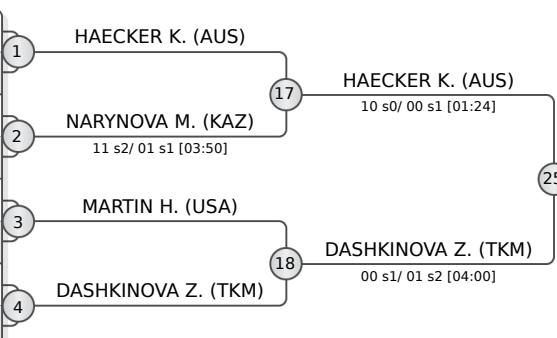 HAECKER K. (AUS)
1
17
HAECKER K. (AUS)
10 s0/ 00 s1 [01:24]
NARYNOVA M. (KAZ)
2
11 s2/ 01 s1 [03:50]
25
MARTIN H. (USA)
3
18
DASHKINOVA Z. (TKM)
00 s1/ 01 s2 [04:00]
DASHKINOVA Z. (TKM)
4